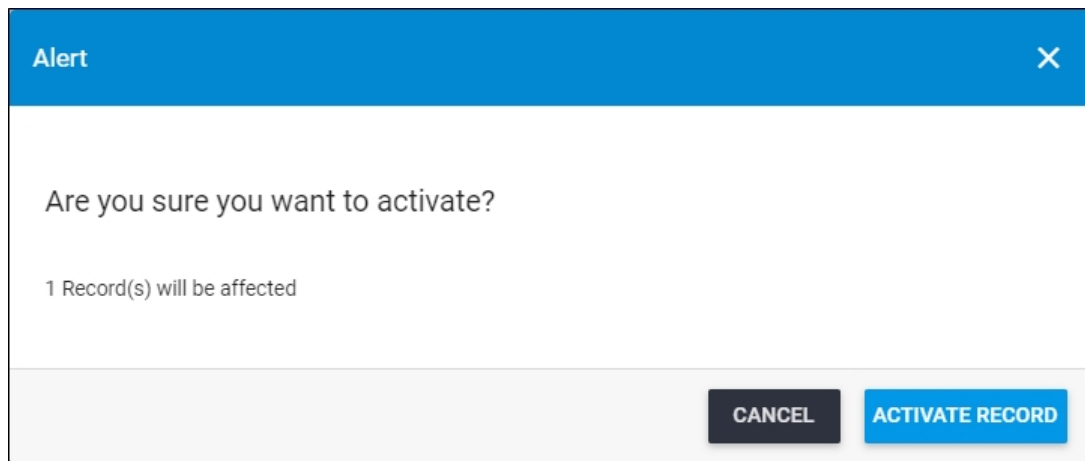 Alert
Are you sure you want to activate?
1 Record(s) will be affected
CANCEL ACTIVATE RECORD